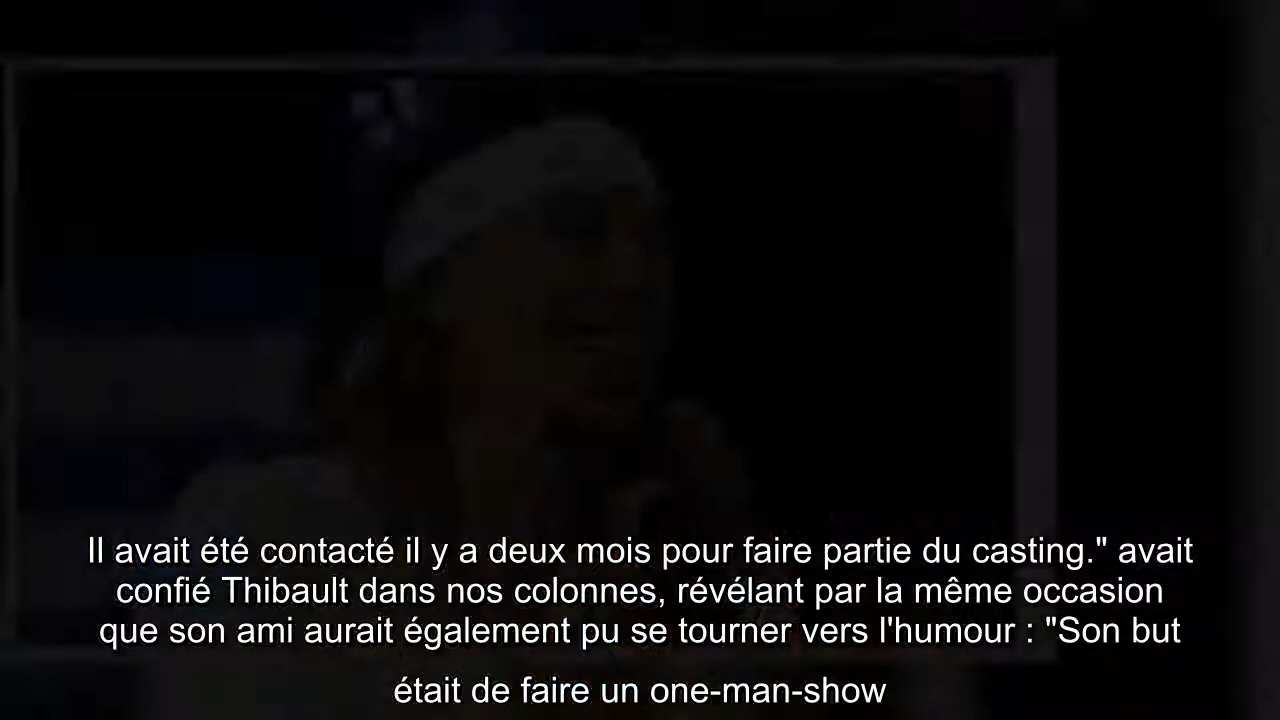 Il avait été contacté il y a deux mois pour faire partie du casting." avait
confié Thibault dans nos colonnes, révélant par la même occasion
que son ami aurait également pu se tourner vers l'humour : "Son but
était de faire un one-man-show